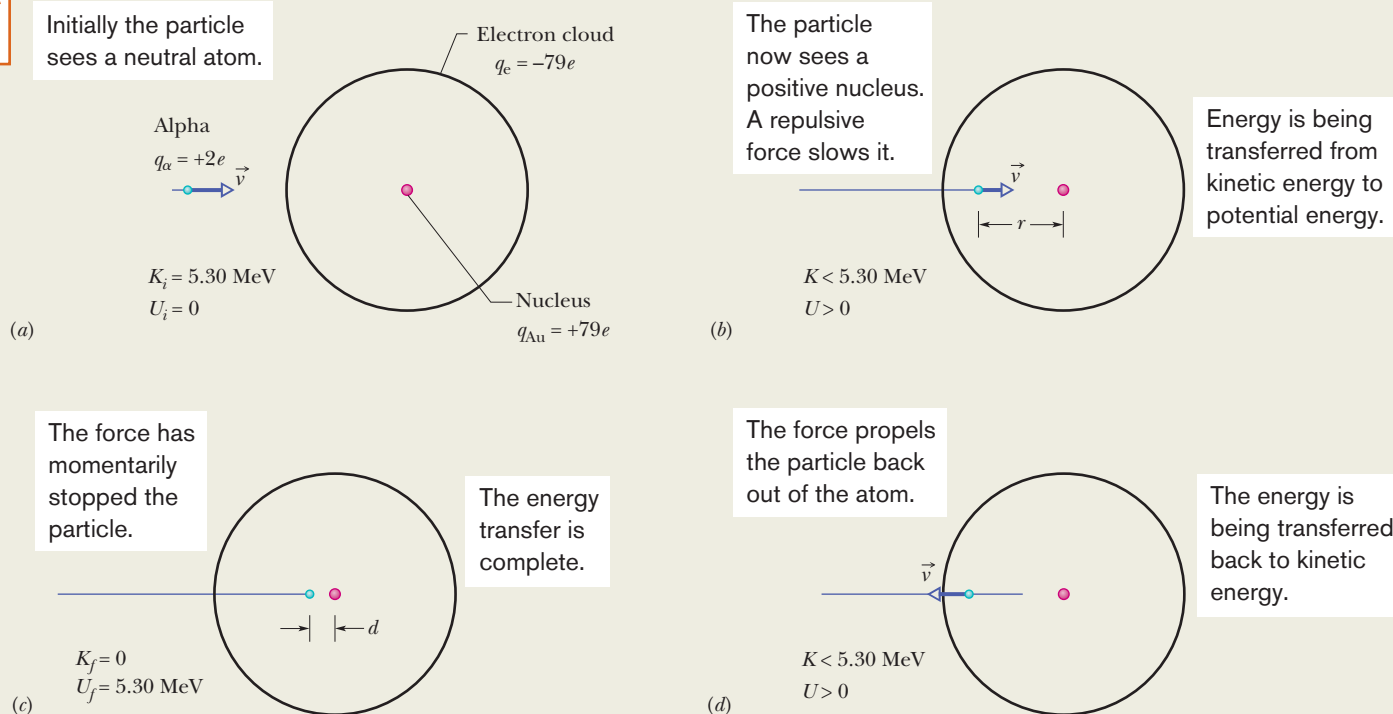 Initially the particle
sees a neutral atom.
Electron cloud
qe = –79e
Alpha
qα = +2e
v⃗
Ki = 5.30 MeV
Ui = 0
Nucleus
qAu = +79e
(a)
The particle
now sees a
positive nucleus.
A repulsive
force slows it.
Energy is being
transferred from
kinetic energy to
potential energy.
v⃗
r
K < 5.30 MeV
U > 0
(b)
The force has
momentarily
stopped the
particle.
The energy
transfer is
complete.
d
Kf = 0
Uf = 5.30 MeV
(c)
The force propels
the particle back
out of the atom.
The energy is
being transferred
back to kinetic
energy.
v⃗
K < 5.30 MeV
U > 0
(d)